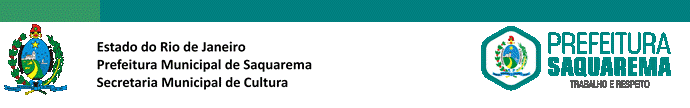 Estado do Rio de Janeiro
Prefeitura Municipal de Saquarema
Secretaria Municipal de Cultura
PREFEITURA
SAQUAREMA
TRABALHO E RESPEITO